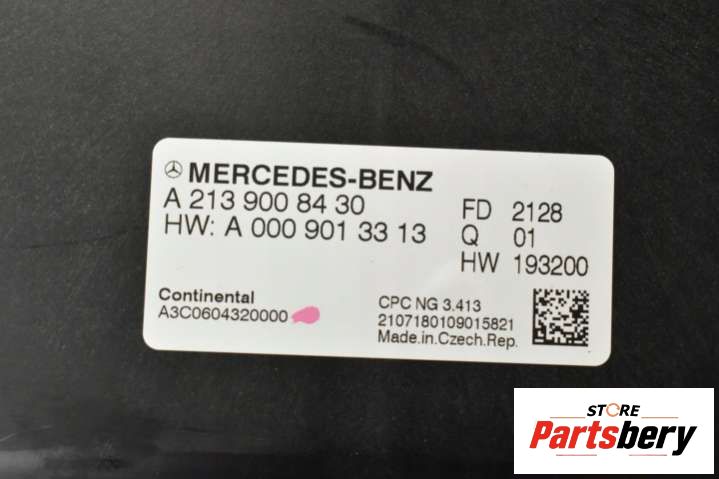 MERCEDES-BENZ
A 213 900 84 30
HW: A 000 901 33 13
FD 2128
Q 01
HW 193200
Continental
A3C0604320000
CPC NG 3.413
2107180109015821
Made.in.Czech.Rep.
STORE
Partsbery